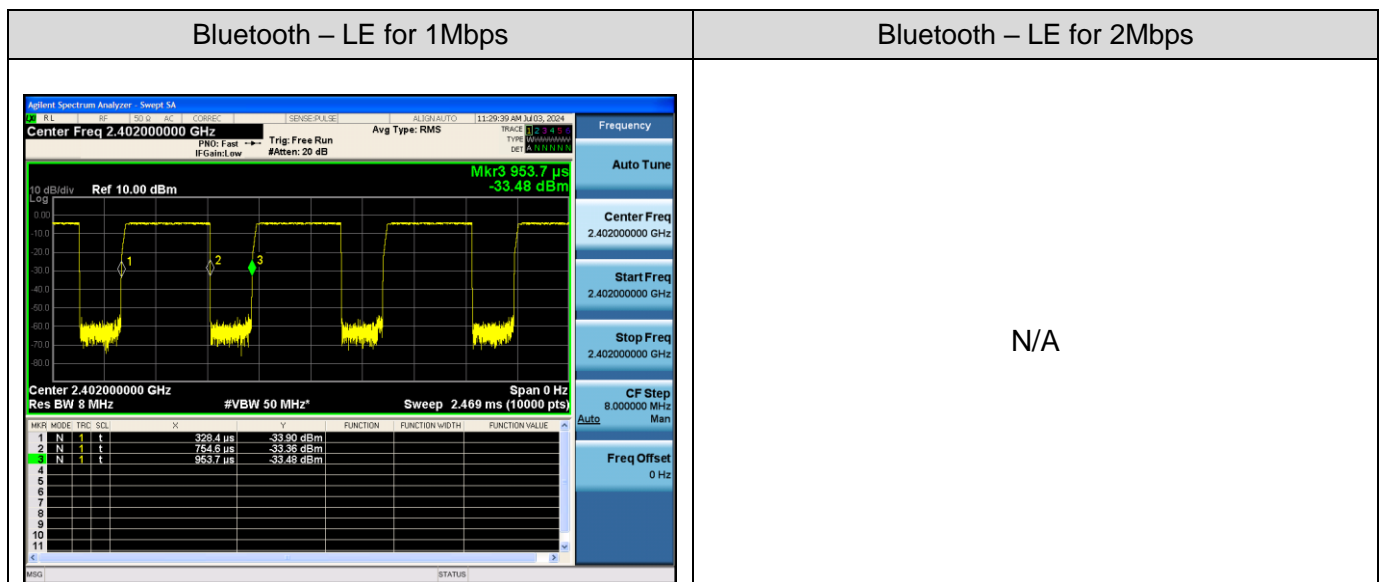 Bluetooth – LE for 1Mbps
Bluetooth – LE for 2Mbps
Agilent Spectrum Analyzer - Swept SA
RL RF 50 Ω AC CORREC SENSE:PULSE ALIGN AUTO 11:29:39 AM Jul 03, 2024
Center Freq 2.402000000 GHz
PNO: Fast
IFGain:Low
Trig: Free Run
#Atten: 20 dB
Avg Type: RMS
TRACE 1 2 3 4 5 6
TYPE
DET A N N N N N
Frequency
Mkr3 953.7 µs
-33.48 dBm
10 dB/div Ref 10.00 dBm
Log
0.00
-10.0
-20.0
-30.0
-40.0
-50.0
-60.0
-70.0
-80.0
1
2
3
Center 2.402000000 GHz Span 0 Hz
Res BW 8 MHz #VBW 50 MHz* Sweep 2.469 ms (10000 pts)
MKR MODE TRC SCL X Y FUNCTION FUNCTION WIDTH FUNCTION VALUE
1 N 1 t 328.4 µs -33.90 dBm
2 N 1 t 754.6 µs -33.36 dBm
3 N 1 t 953.7 µs -33.48 dBm
4
5
6
7
8
9
10
11
MSG STATUS
Auto Tune
Center Freq
2.402000000 GHz
Start Freq
2.402000000 GHz
Stop Freq
2.402000000 GHz
CF Step
8.000000 MHz
Auto Man
Freq Offset
0 Hz
N/A